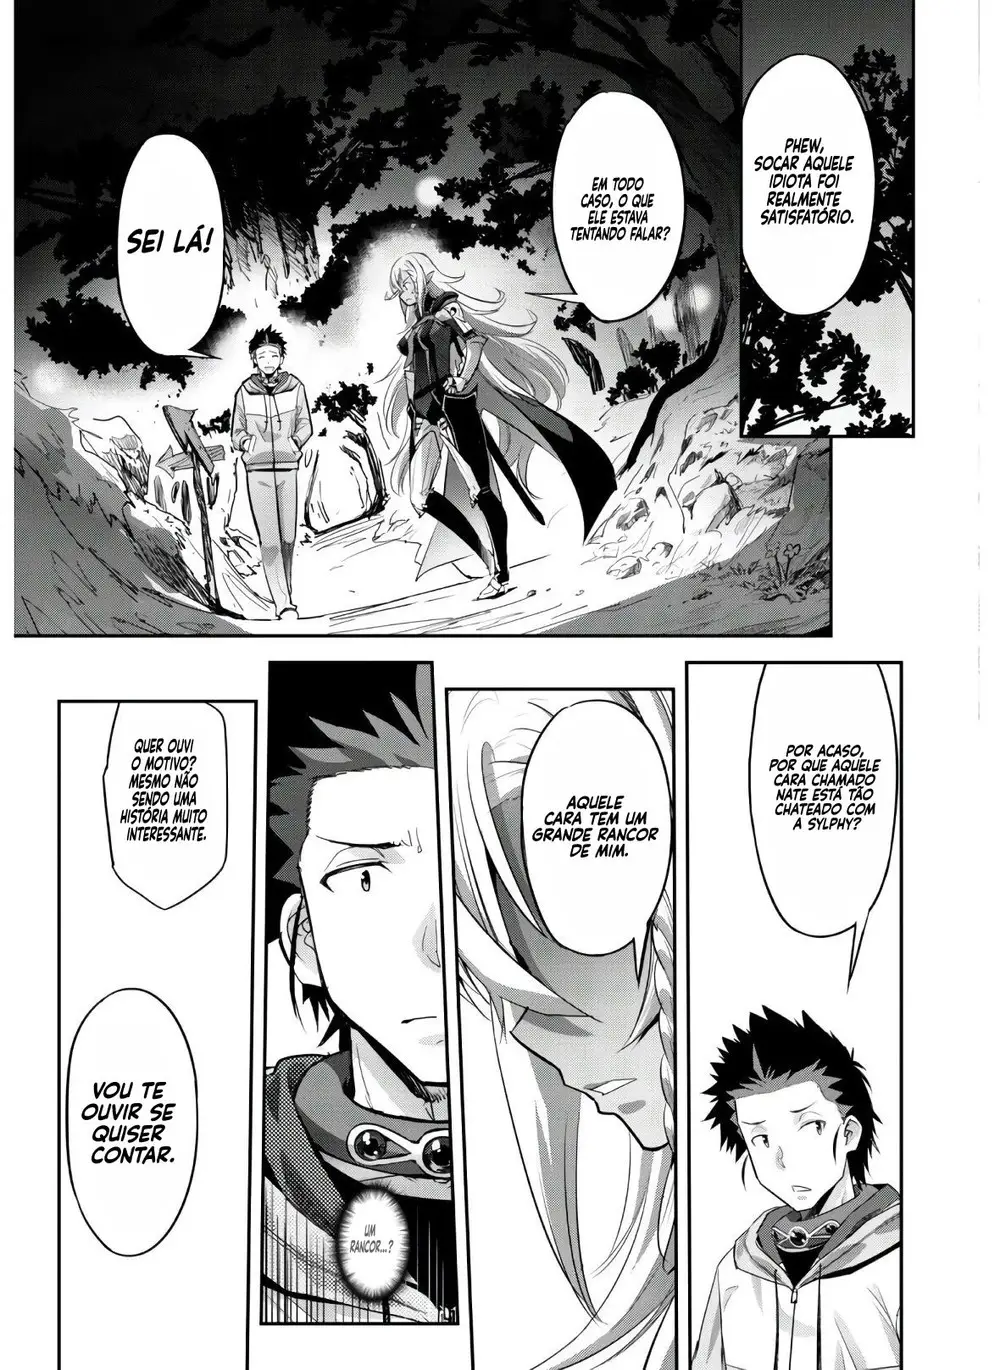 PHEW,
SOCAR AQUELE
IDIOTA FOI
REALMENTE
SATISFATÓRIO.
EM TODO
CASO, O QUE
ELE ESTAVA
TENTANDO FALAR?
SEI LÁ!
POR ACASO,
POR QUE AQUELE
CARA CHAMADO
NATE ESTÁ TÃO
CHATEADO COM
A SYLPHY?
AQUELE
CARA TEM UM
GRANDE RANCOR
DE MIM.
UM
RANCOR...?
QUER OUVI
O MOTIVO?
MESMO NÃO
SENDO UMA
HISTÓRIA MUITO
INTERESSANTE.
VOU TE
OUVIR SE
QUISER
CONTAR.